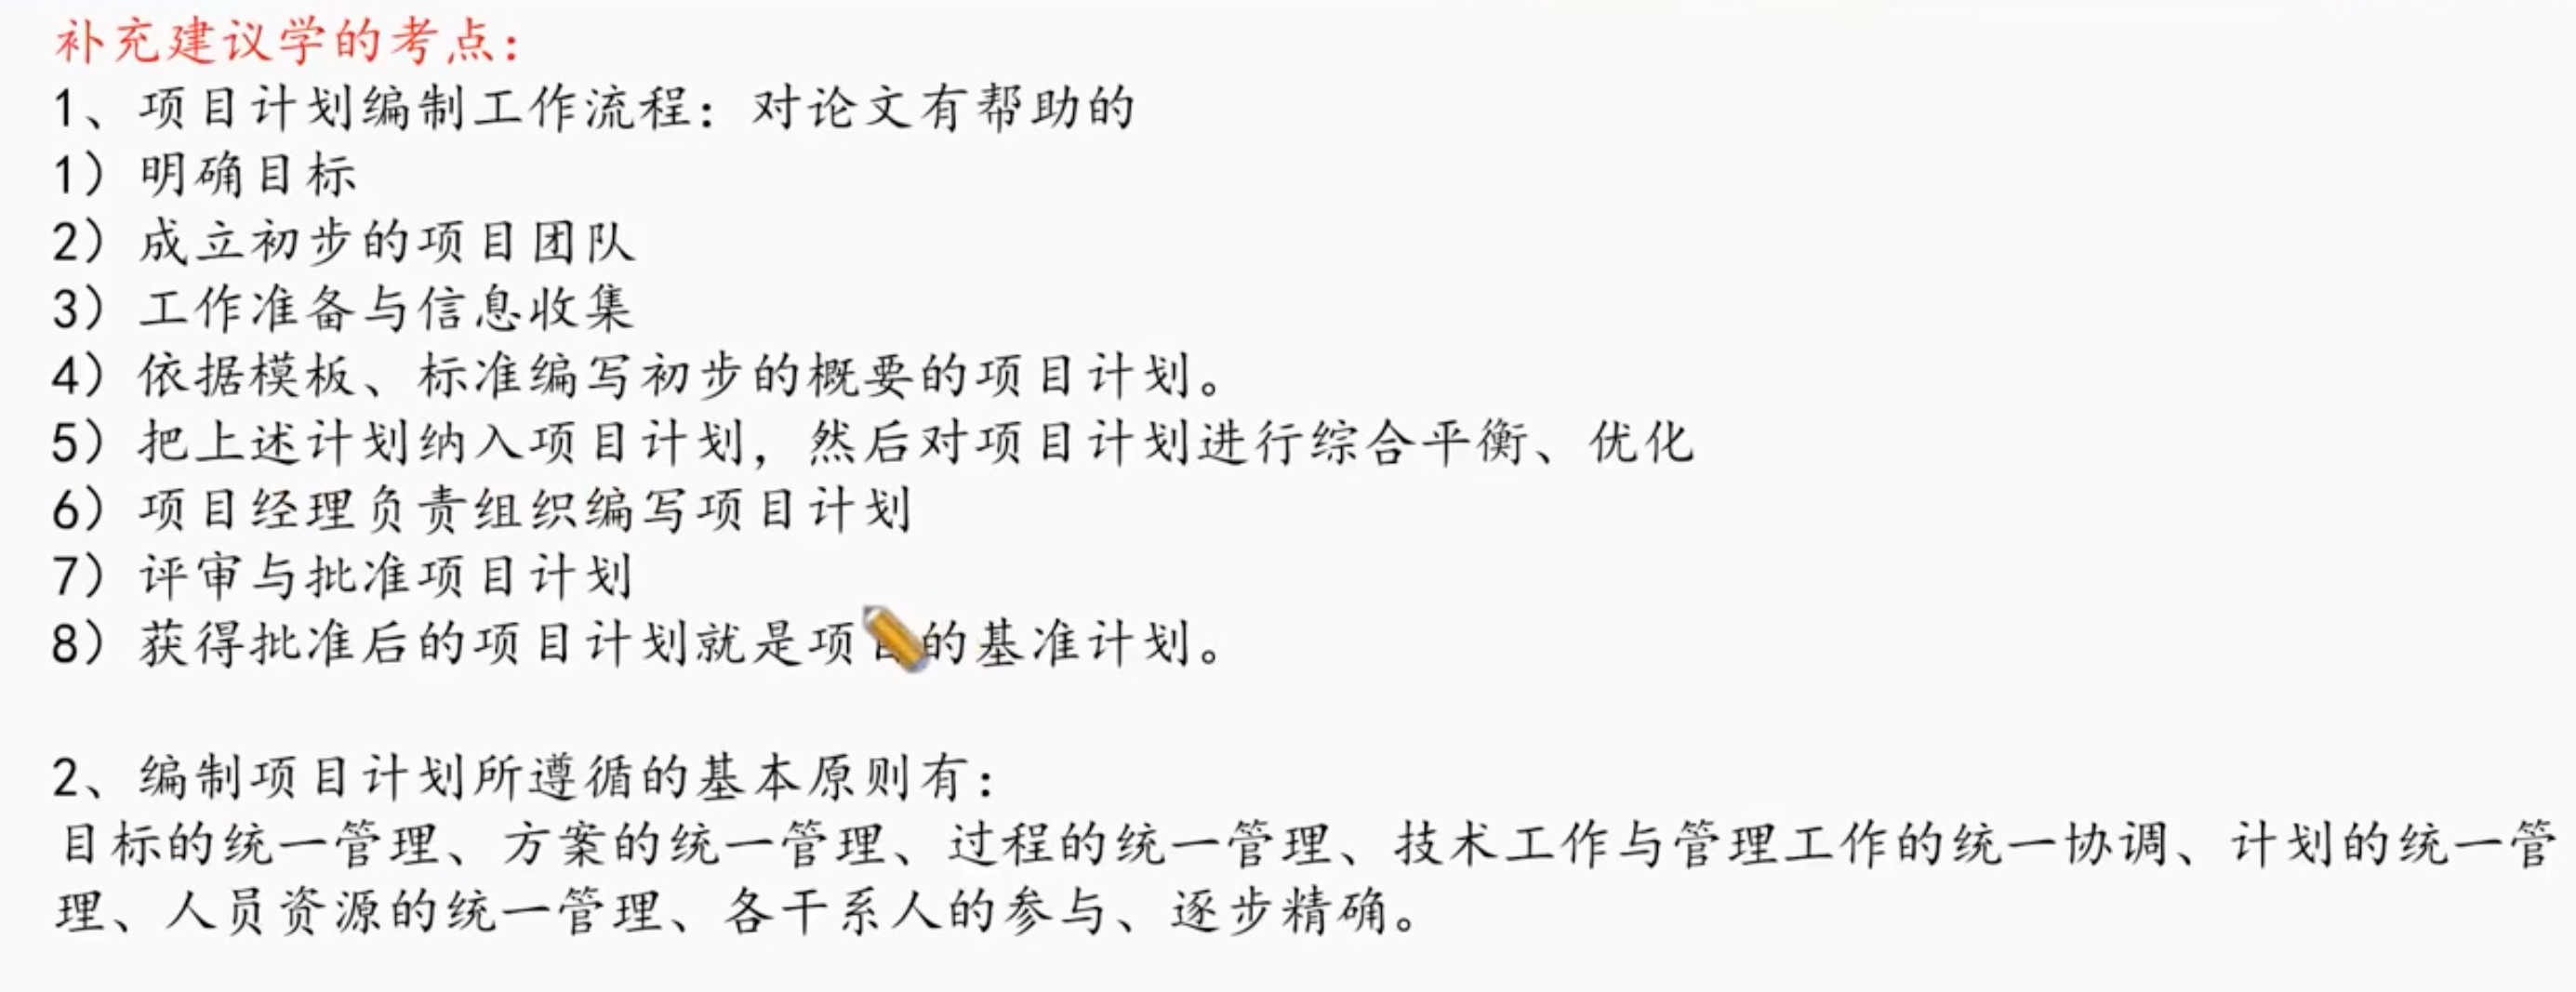 补充建议学的考点：
1、项目计划编制工作流程：对论文有帮助的
1）明确目标
2）成立初步的项目团队
3）工作准备与信息收集
4）依据模板、标准编写初步的概要的项目计划。
5）把上述计划纳入项目计划，然后对项目计划进行综合平衡、优化
6）项目经理负责组织编写项目计划
7）评审与批准项目计划
8）获得批准后的项目计划就是项目的基准计划。
2、编制项目计划所遵循的基本原则有：
目标的统一管理、方案的统一管理、过程的统一管理、技术工作与管理工作的统一协调、计划的统一管
理、人员资源的统一管理、各干系人的参与、逐步精确。